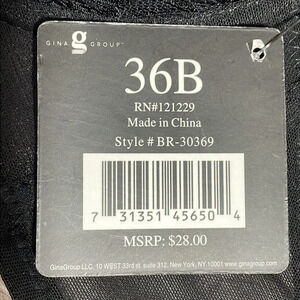 GINA g GROUP
36B
RN#121229
Made in China
Style # BR-30369
7 31351 45650 4
MSRP: $28.00
GinaGroup LLC, 10 WEST 33rd st. suite 312, New York, NY.10001 www.ginagroup.com